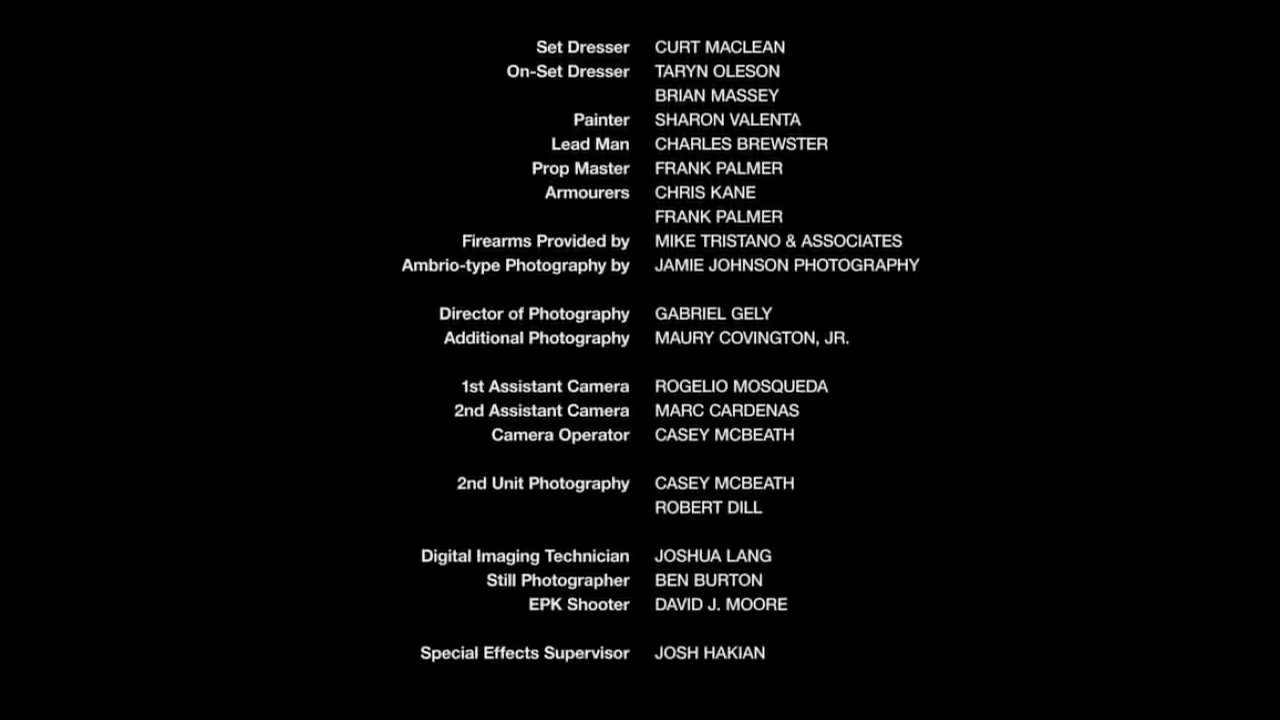 Set Dresser CURT MACLEAN
On-Set Dresser TARYN OLESON
BRIAN MASSEY
Painter SHARON VALENTA
Lead Man CHARLES BREWSTER
Prop Master FRANK PALMER
Armourers CHRIS KANE
FRANK PALMER
Firearms Provided by MIKE TRISTANO & ASSOCIATES
Ambrio-type Photography by JAMIE JOHNSON PHOTOGRAPHY
Director of Photography GABRIEL GELY
Additional Photography MAURY COVINGTON, JR.
1st Assistant Camera ROGELIO MOSQUEDA
2nd Assistant Camera MARC CARDENAS
Camera Operator CASEY MCBEATH
2nd Unit Photography CASEY MCBEATH
ROBERT DILL
Digital Imaging Technician JOSHUA LANG
Still Photographer BEN BURTON
EPK Shooter DAVID J. MOORE
Special Effects Supervisor JOSH HAKIAN